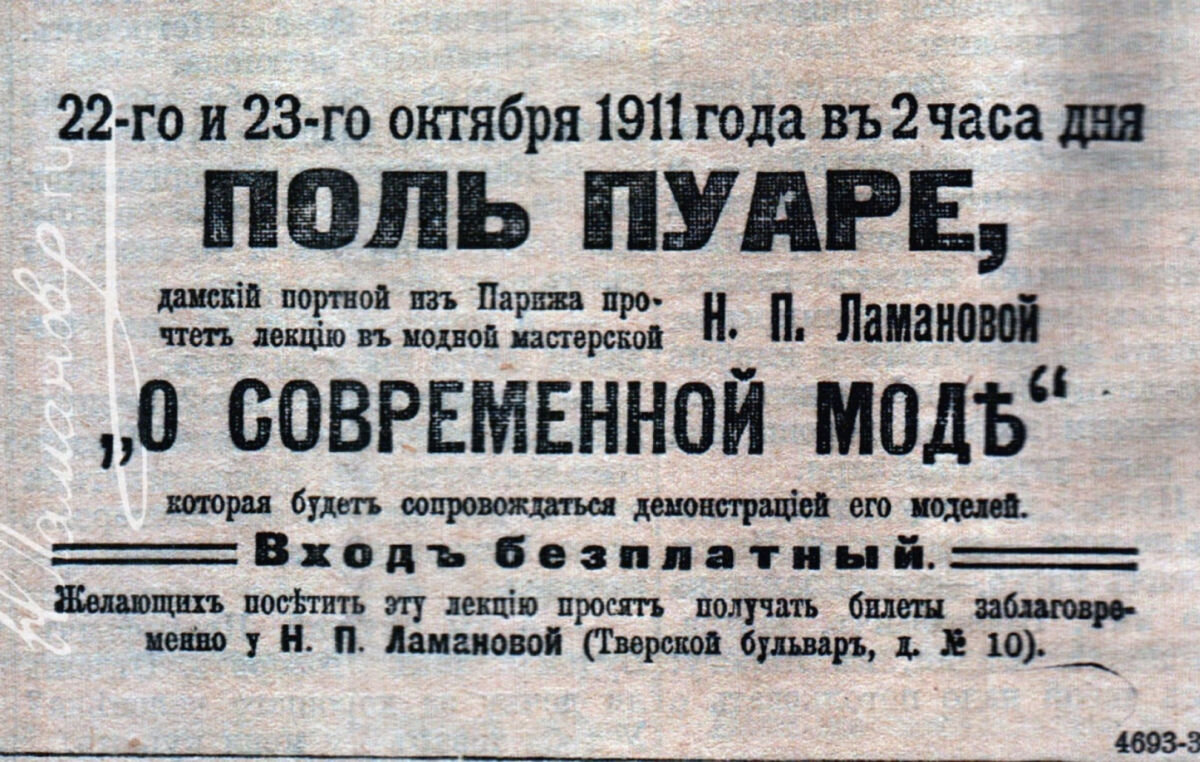 22-го и 23-го октября 1911 года въ 2 часа дня
ПОЛЬ ПУАРЕ,
дамскій портной изъ Парижа про-
чтетъ лекцію въ модной мастерской
Н. П. Ламановой
„О СОВРЕМЕННОЙ МОДѢ“
которая будетъ сопровождаться демонстраціей его моделей.
Входъ безплатный.
Желающихъ посѣтить эту лекцію просятъ получать билеты заблаговре-
менно у Н. П. Ламановой (Тверской бульваръ, д. № 10).
4693-3